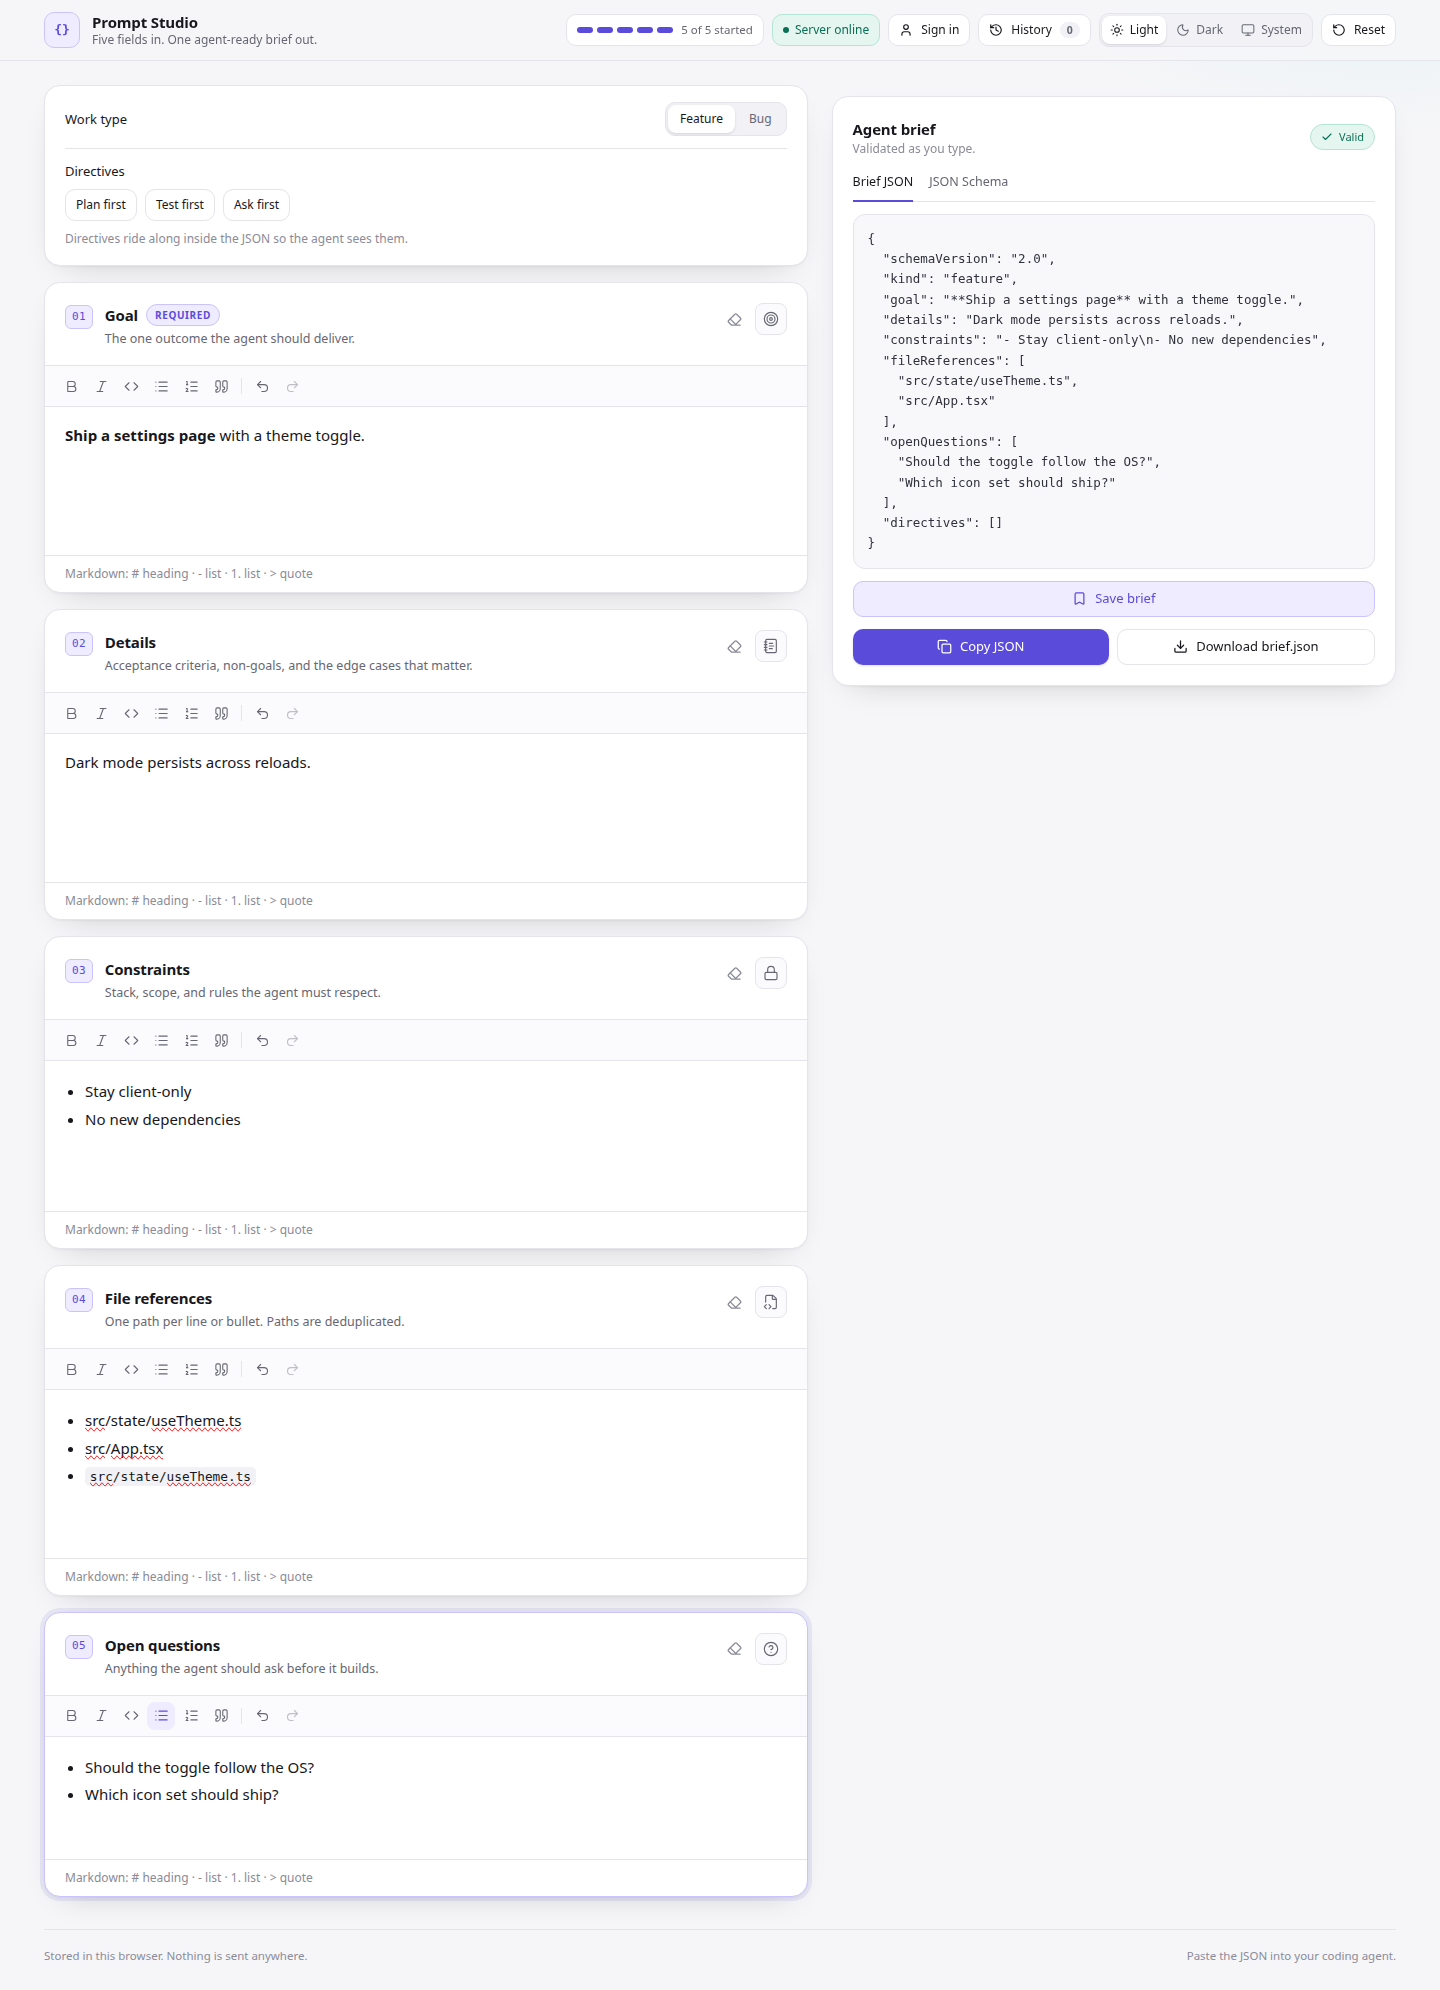 {} Prompt Studio
Five fields in. One agent-ready brief out.
5 of 5 started
Server online
Sign in
History 0
Light Dark System
Reset
Work type
Feature Bug
Directives
Plan first Test first Ask first
Directives ride along inside the JSON so the agent sees them.
01 Goal REQUIRED
The one outcome the agent should deliver.
Ship a settings page with a theme toggle.
Markdown: # heading · - list · 1. list · > quote
02 Details
Acceptance criteria, non-goals, and the edge cases that matter.
Dark mode persists across reloads.
Markdown: # heading · - list · 1. list · > quote
03 Constraints
Stack, scope, and rules the agent must respect.
• Stay client-only
• No new dependencies
Markdown: # heading · - list · 1. list · > quote
04 File references
One path per line or bullet. Paths are deduplicated.
• src/state/useTheme.ts
• src/App.tsx
• src/state/useTheme.ts
Markdown: # heading · - list · 1. list · > quote
05 Open questions
Anything the agent should ask before it builds.
• Should the toggle follow the OS?
• Which icon set should ship?
Markdown: # heading · - list · 1. list · > quote
Agent brief
Validated as you type.
Valid
Brief JSON JSON Schema
{
  "schemaVersion": "2.0",
  "kind": "feature",
  "goal": "**Ship a settings page** with a theme toggle.",
  "details": "Dark mode persists across reloads.",
  "constraints": "- Stay client-only\n- No new dependencies",
  "fileReferences": [
    "src/state/useTheme.ts",
    "src/App.tsx"
  ],
  "openQuestions": [
    "Should the toggle follow the OS?",
    "Which icon set should ship?"
  ],
  "directives": []
}
Save brief
Copy JSON
Download brief.json
Stored in this browser. Nothing is sent anywhere.
Paste the JSON into your coding agent.